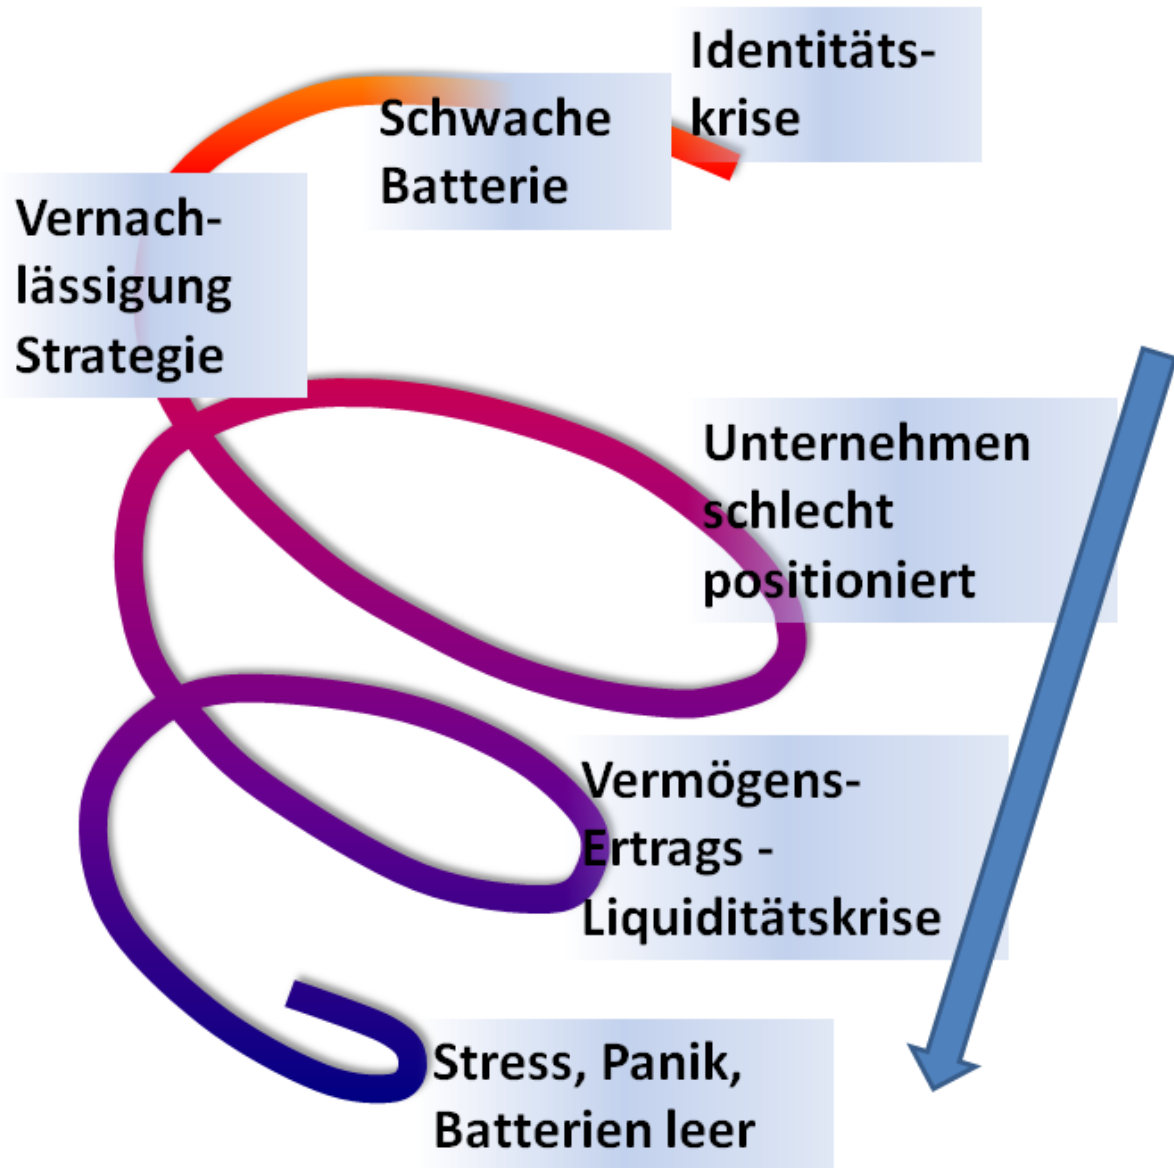 Identitäts-
krise
Schwache
Batterie
Vernach-
lässigung
Strategie
Unternehmen
schlecht
positioniert
Vermögens-
Ertrags -
Liquiditätskrise
Stress, Panik,
Batterien leer